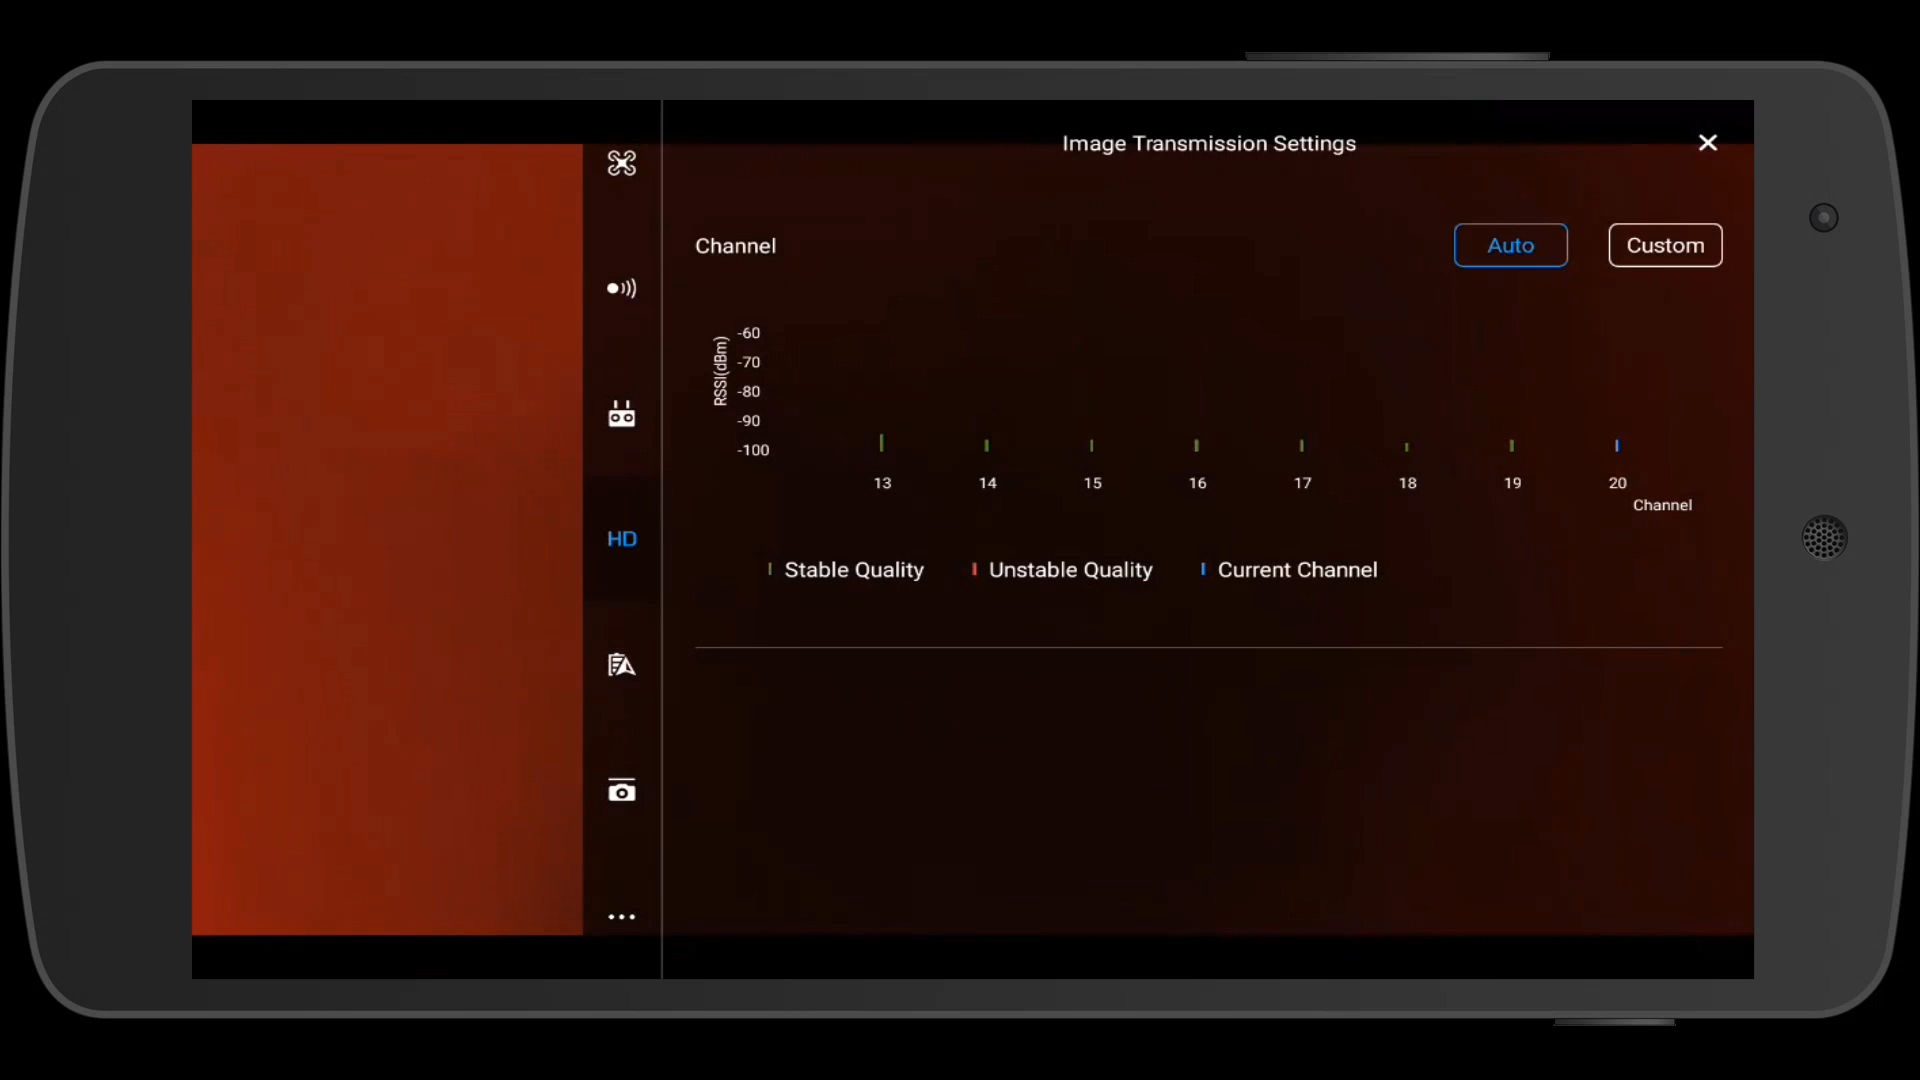 Image Transmission Settings
Channel
Auto
Custom
RSSI(dBm)
-60
-70
-80
-90
-100
13 14 15 16 17 18 19 20
Channel
HD
Stable Quality Unstable Quality Current Channel